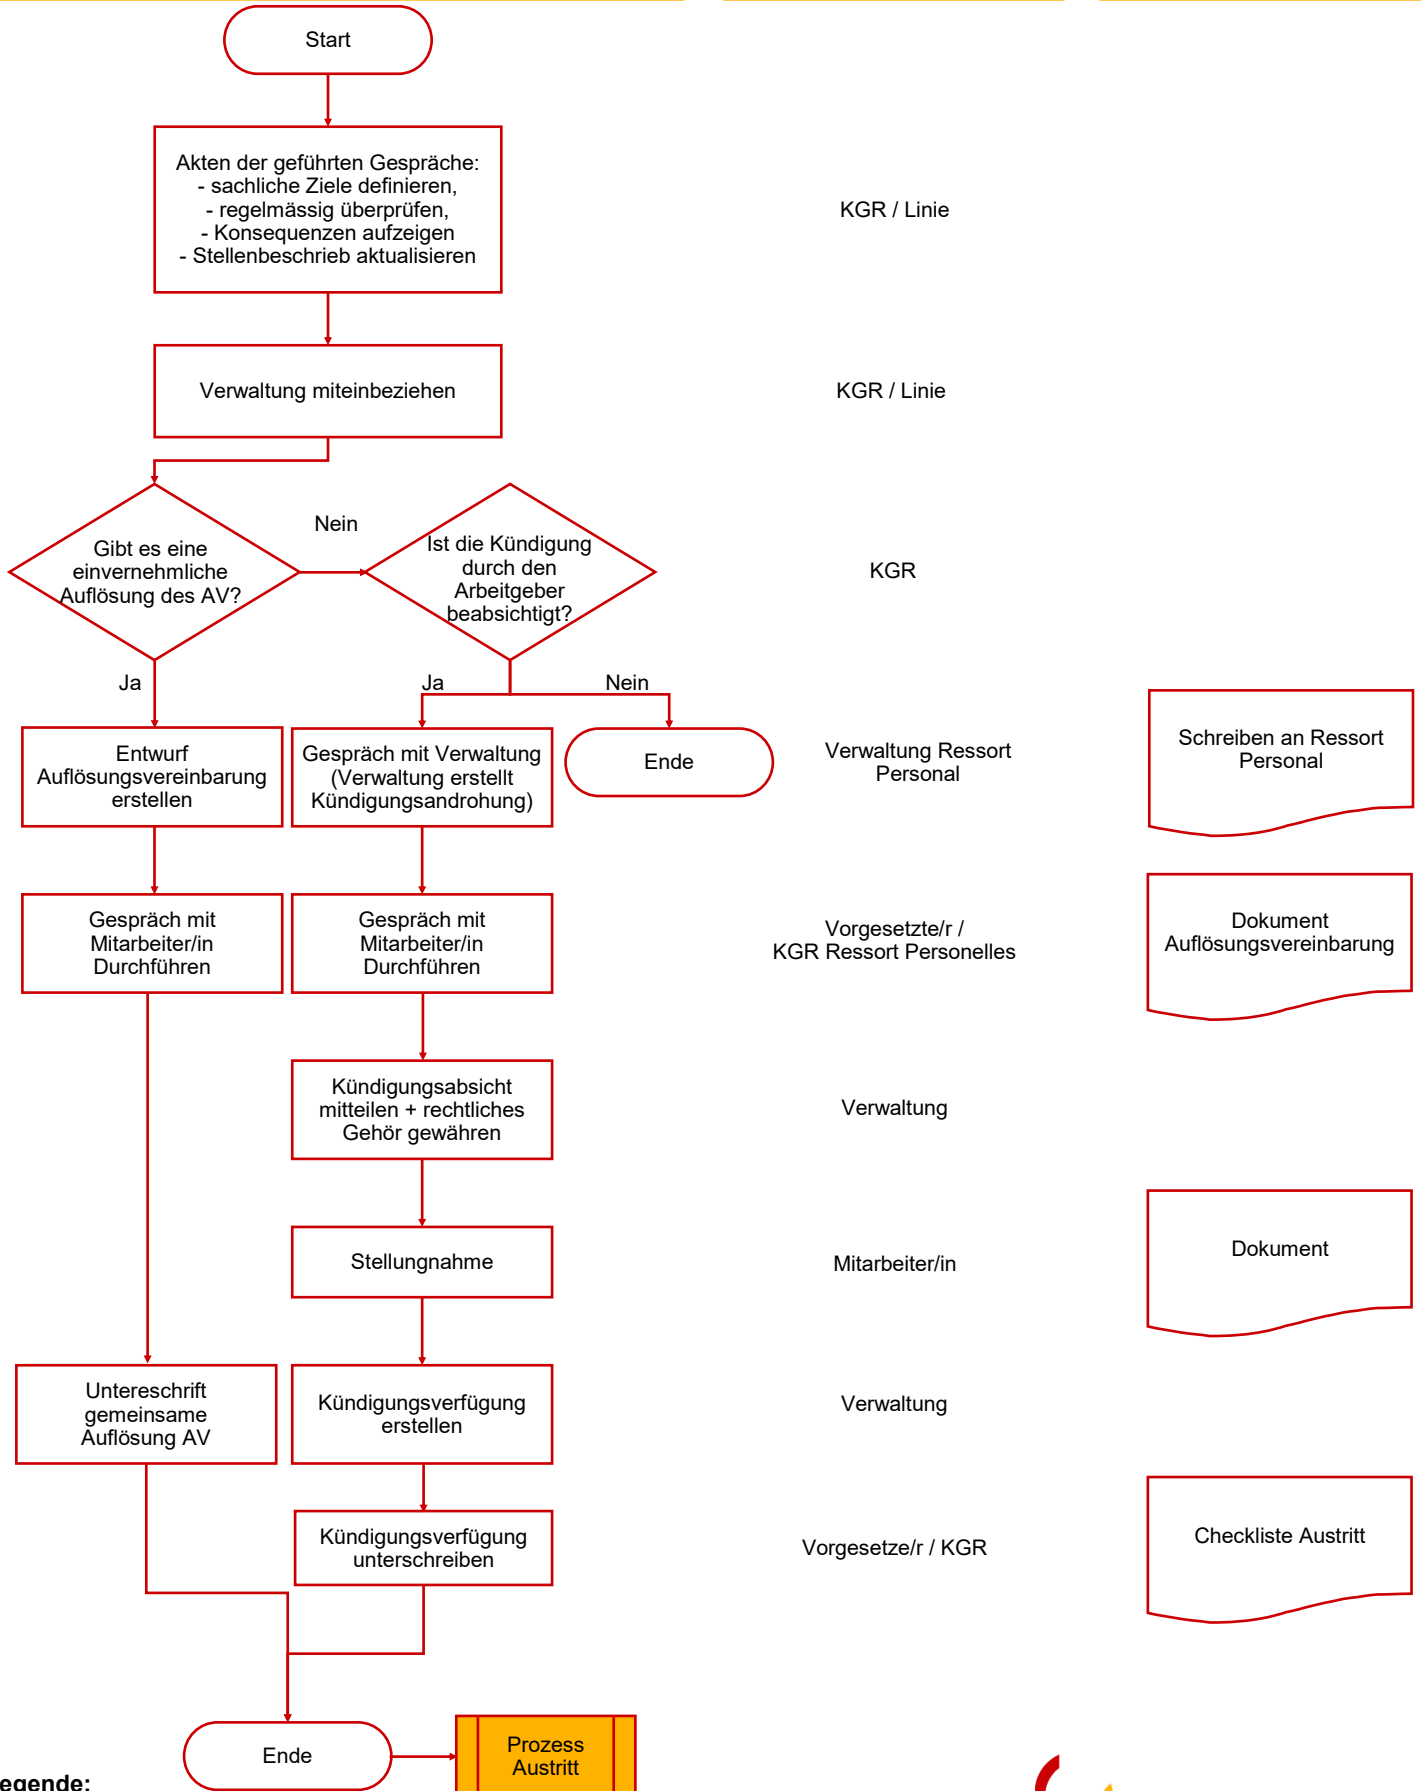 Start
Akten der geführten Gespräche:
- sachliche Ziele definieren,
- regelmässig überprüfen,
- Konsequenzen aufzeigen
- Stellenbeschrieb aktualisieren
KGR / Linie
Verwaltung miteinbeziehen
KGR / Linie
Gibt es eine
einvernehmliche
Auflösung des AV?
Nein
Ist die Kündigung
durch den
Arbeitgeber
beabsichtigt?
KGR
Ja
Ja
Nein
Entwurf
Auflösungsvereinbarung
erstellen
Gespräch mit Verwaltung
(Verwaltung erstellt
Kündigungsandrohung)
Ende
Verwaltung Ressort
Personal
Schreiben an Ressort
Personal
Gespräch mit
Mitarbeiter/in
Durchführen
Gespräch mit
Mitarbeiter/in
Durchführen
Vorgesetzte/r /
KGR Ressort Personelles
Dokument
Auflösungsvereinbarung
Kündigungsabsicht
mitteilen + rechtliches
Gehör gewähren
Verwaltung
Stellungnahme
Mitarbeiter/in
Dokument
Untereschrift
gemeinsame
Auflösung AV
Kündigungsverfügung
erstellen
Verwaltung
Kündigungsverfügung
unterschreiben
Vorgesetze/r / KGR
Checkliste Austritt
Ende
Prozess
Austritt
egende: